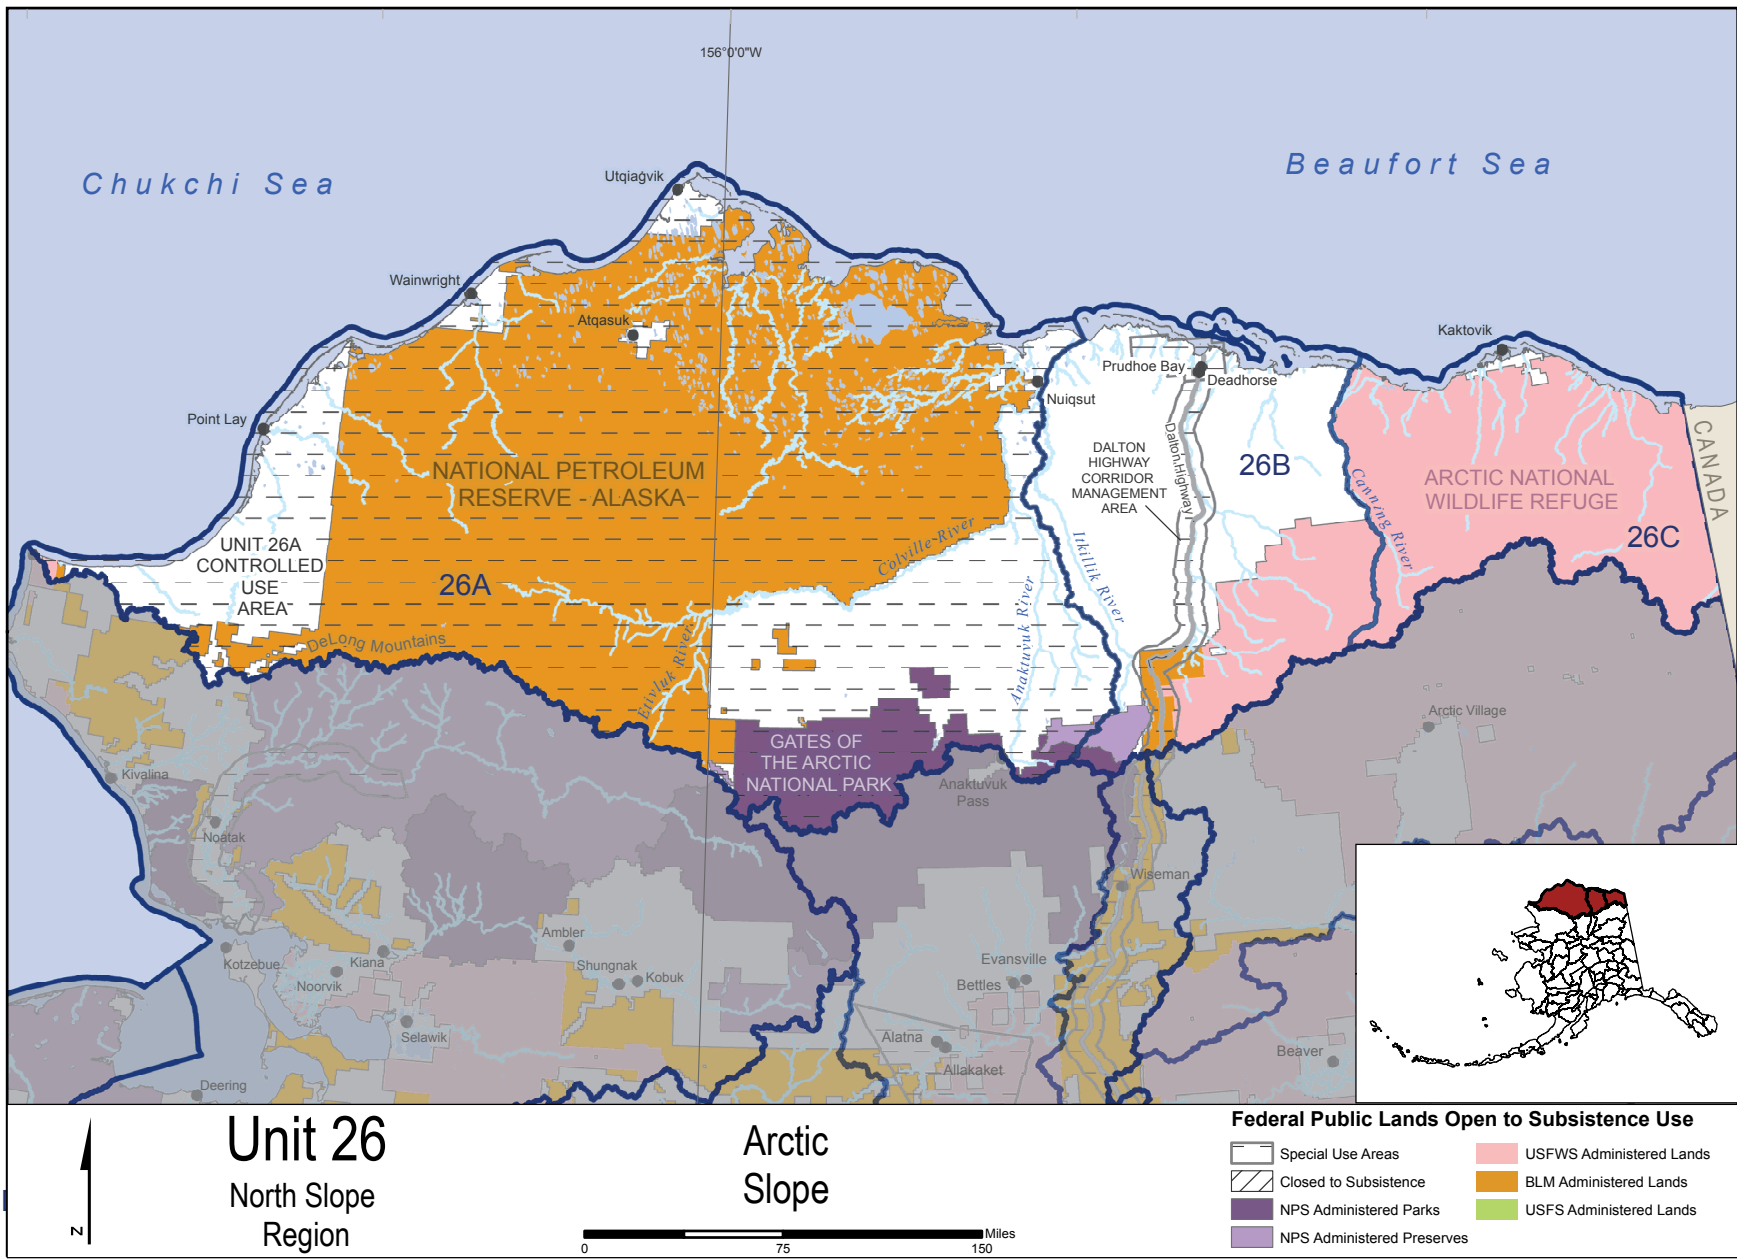 156°0'0"W
Chukchi Sea
Beaufort Sea
Utqiaġvik
Wainwright
Atqasuk
Kaktovik
Prudhoe Bay
Deadhorse
Nuiqsut
Point Lay
CANADA
DALTON
HIGHWAY
CORRIDOR
MANAGEMENT
AREA
Dalton Highway
26B
NATIONAL PETROLEUM
RESERVE - ALASKA
ARCTIC NATIONAL
WILDLIFE REFUGE
Canning River
26C
UNIT 26A
CONTROLLED
USE
AREA
26A
Colville River
Itkillik River
Anaktuvuk River
DeLong Mountains
Etivluk River
GATES OF
THE ARCTIC
NATIONAL PARK
Anaktuvuk
Pass
Arctic Village
Kivalina
Noatak
Wiseman
Ambler
Kotzebue
Kiana
Noorvik
Shungnak
Kobuk
Evansville
Bettles
Selawik
Alatna
Allakaket
Beaver
Deering
N
Unit 26
North Slope
Region
Arctic
Slope
0
75
150
Miles
Federal Public Lands Open to Subsistence Use
Special Use Areas
Closed to Subsistence
NPS Administered Parks
NPS Administered Preserves
USFWS Administered Lands
BLM Administered Lands
USFS Administered Lands